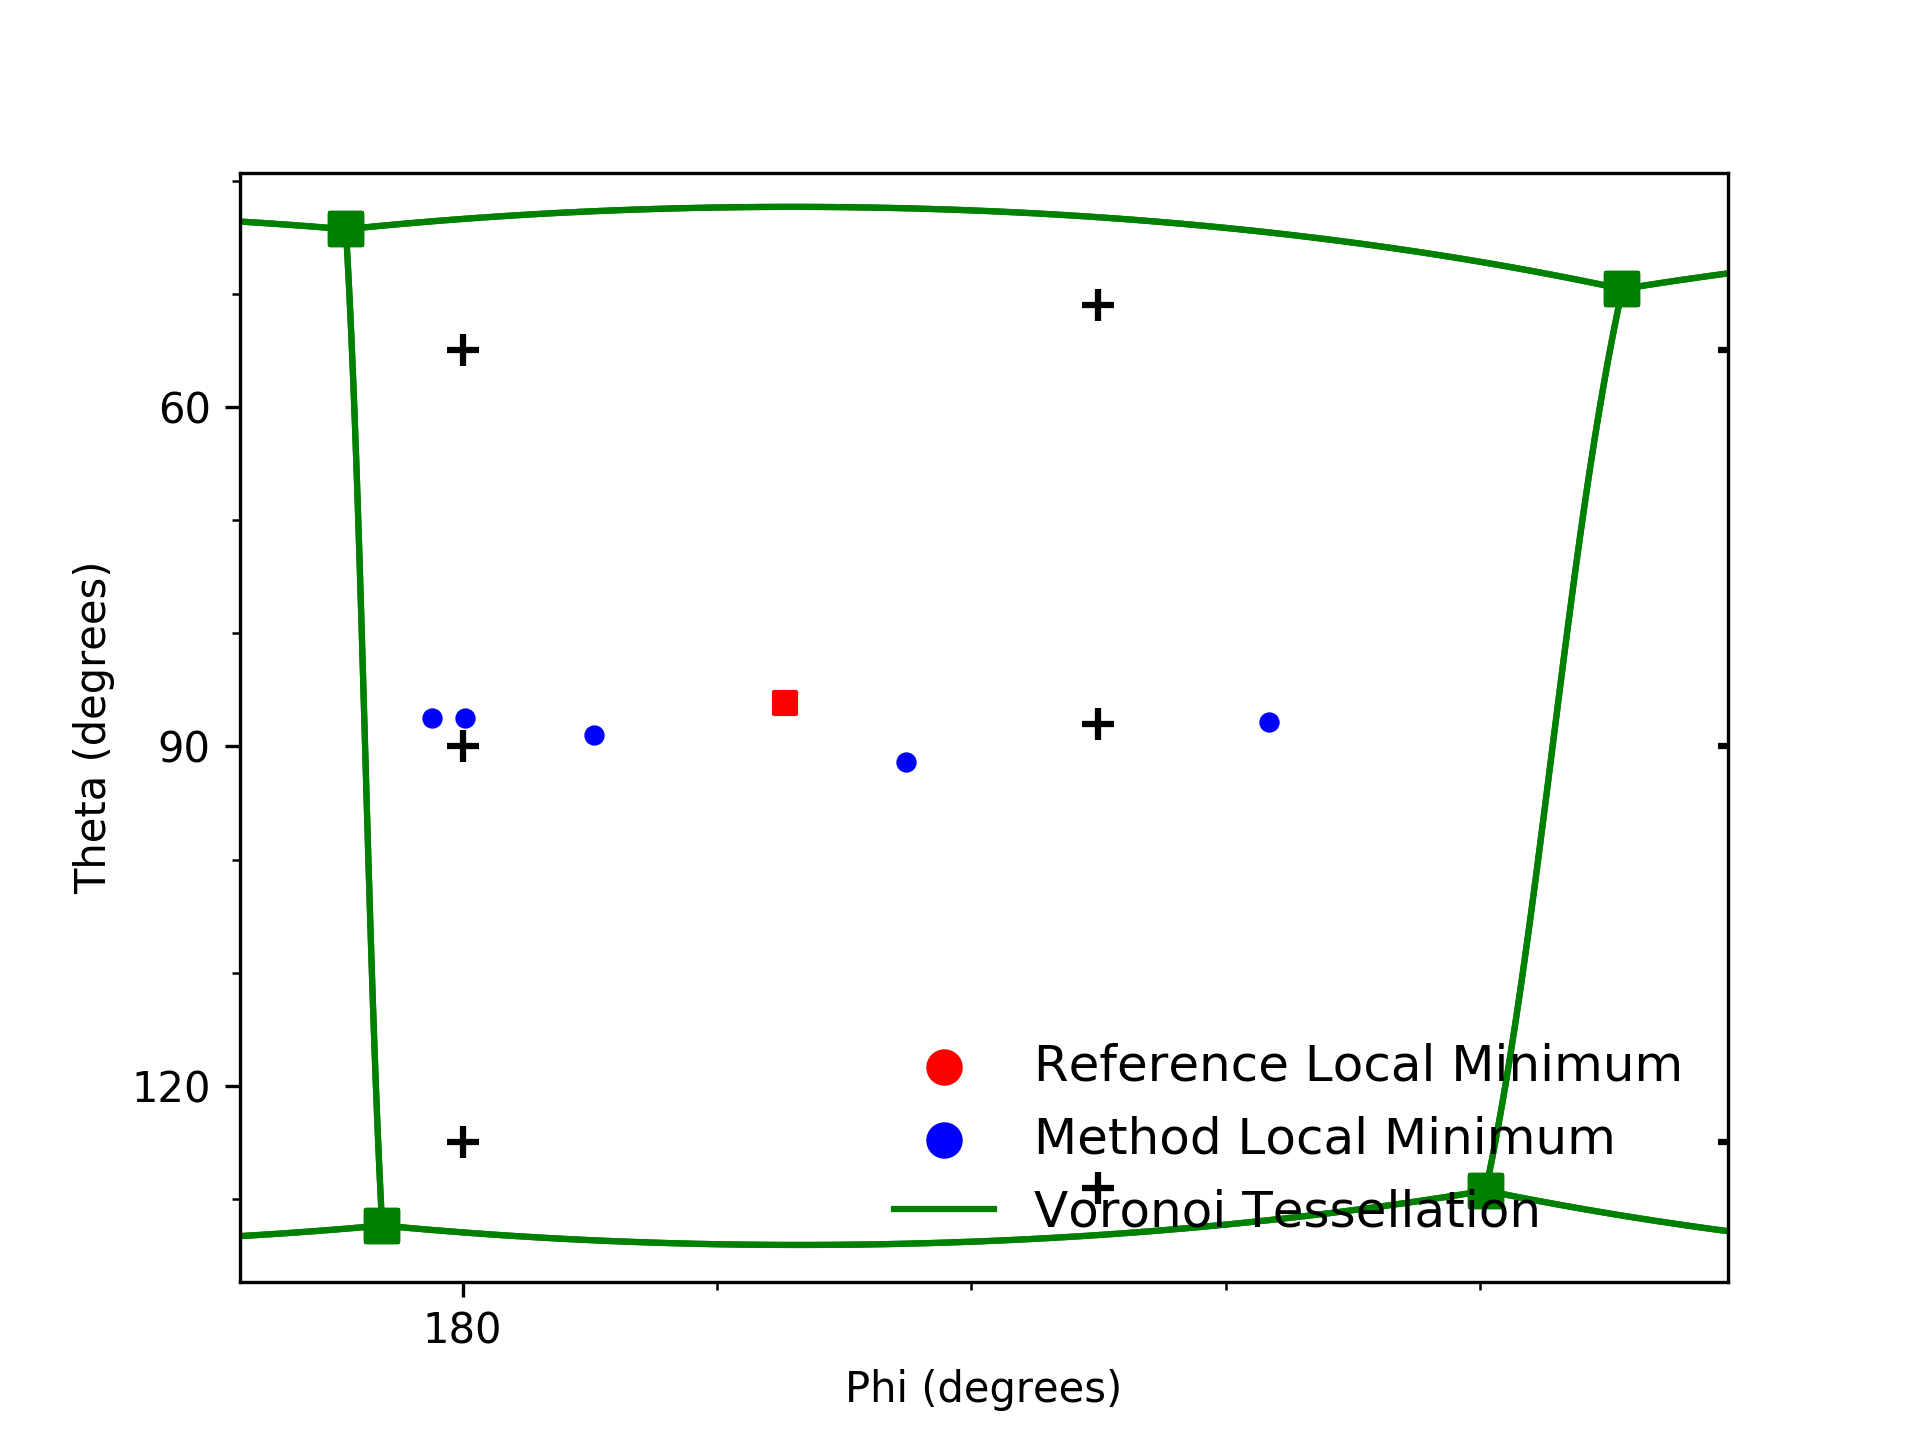 60
90
120
Theta (degrees)
Reference Local Minimum
Method Local Minimum
Voronoi Tessellation
180
Phi (degrees)